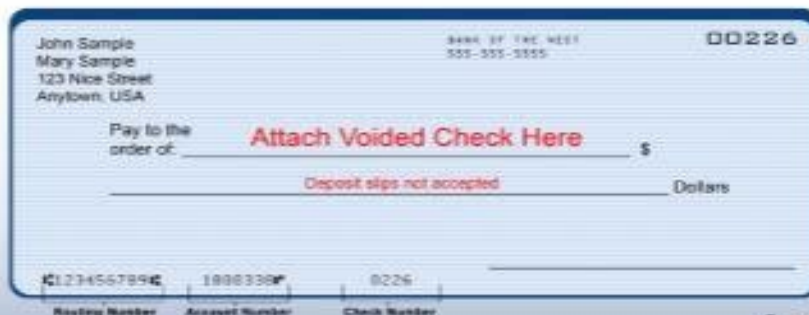 John Sample
Mary Sample
123 Nice Street
Anytown, USA
BANK OF THE WEST
555-555-5555
00226
Pay to the
order of:
Attach Voided Check Here
$
Deposit slips not accepted
Dollars
⑆123456789⑆ 1808338⑈ 0226
Routing Number Account Number Check Number